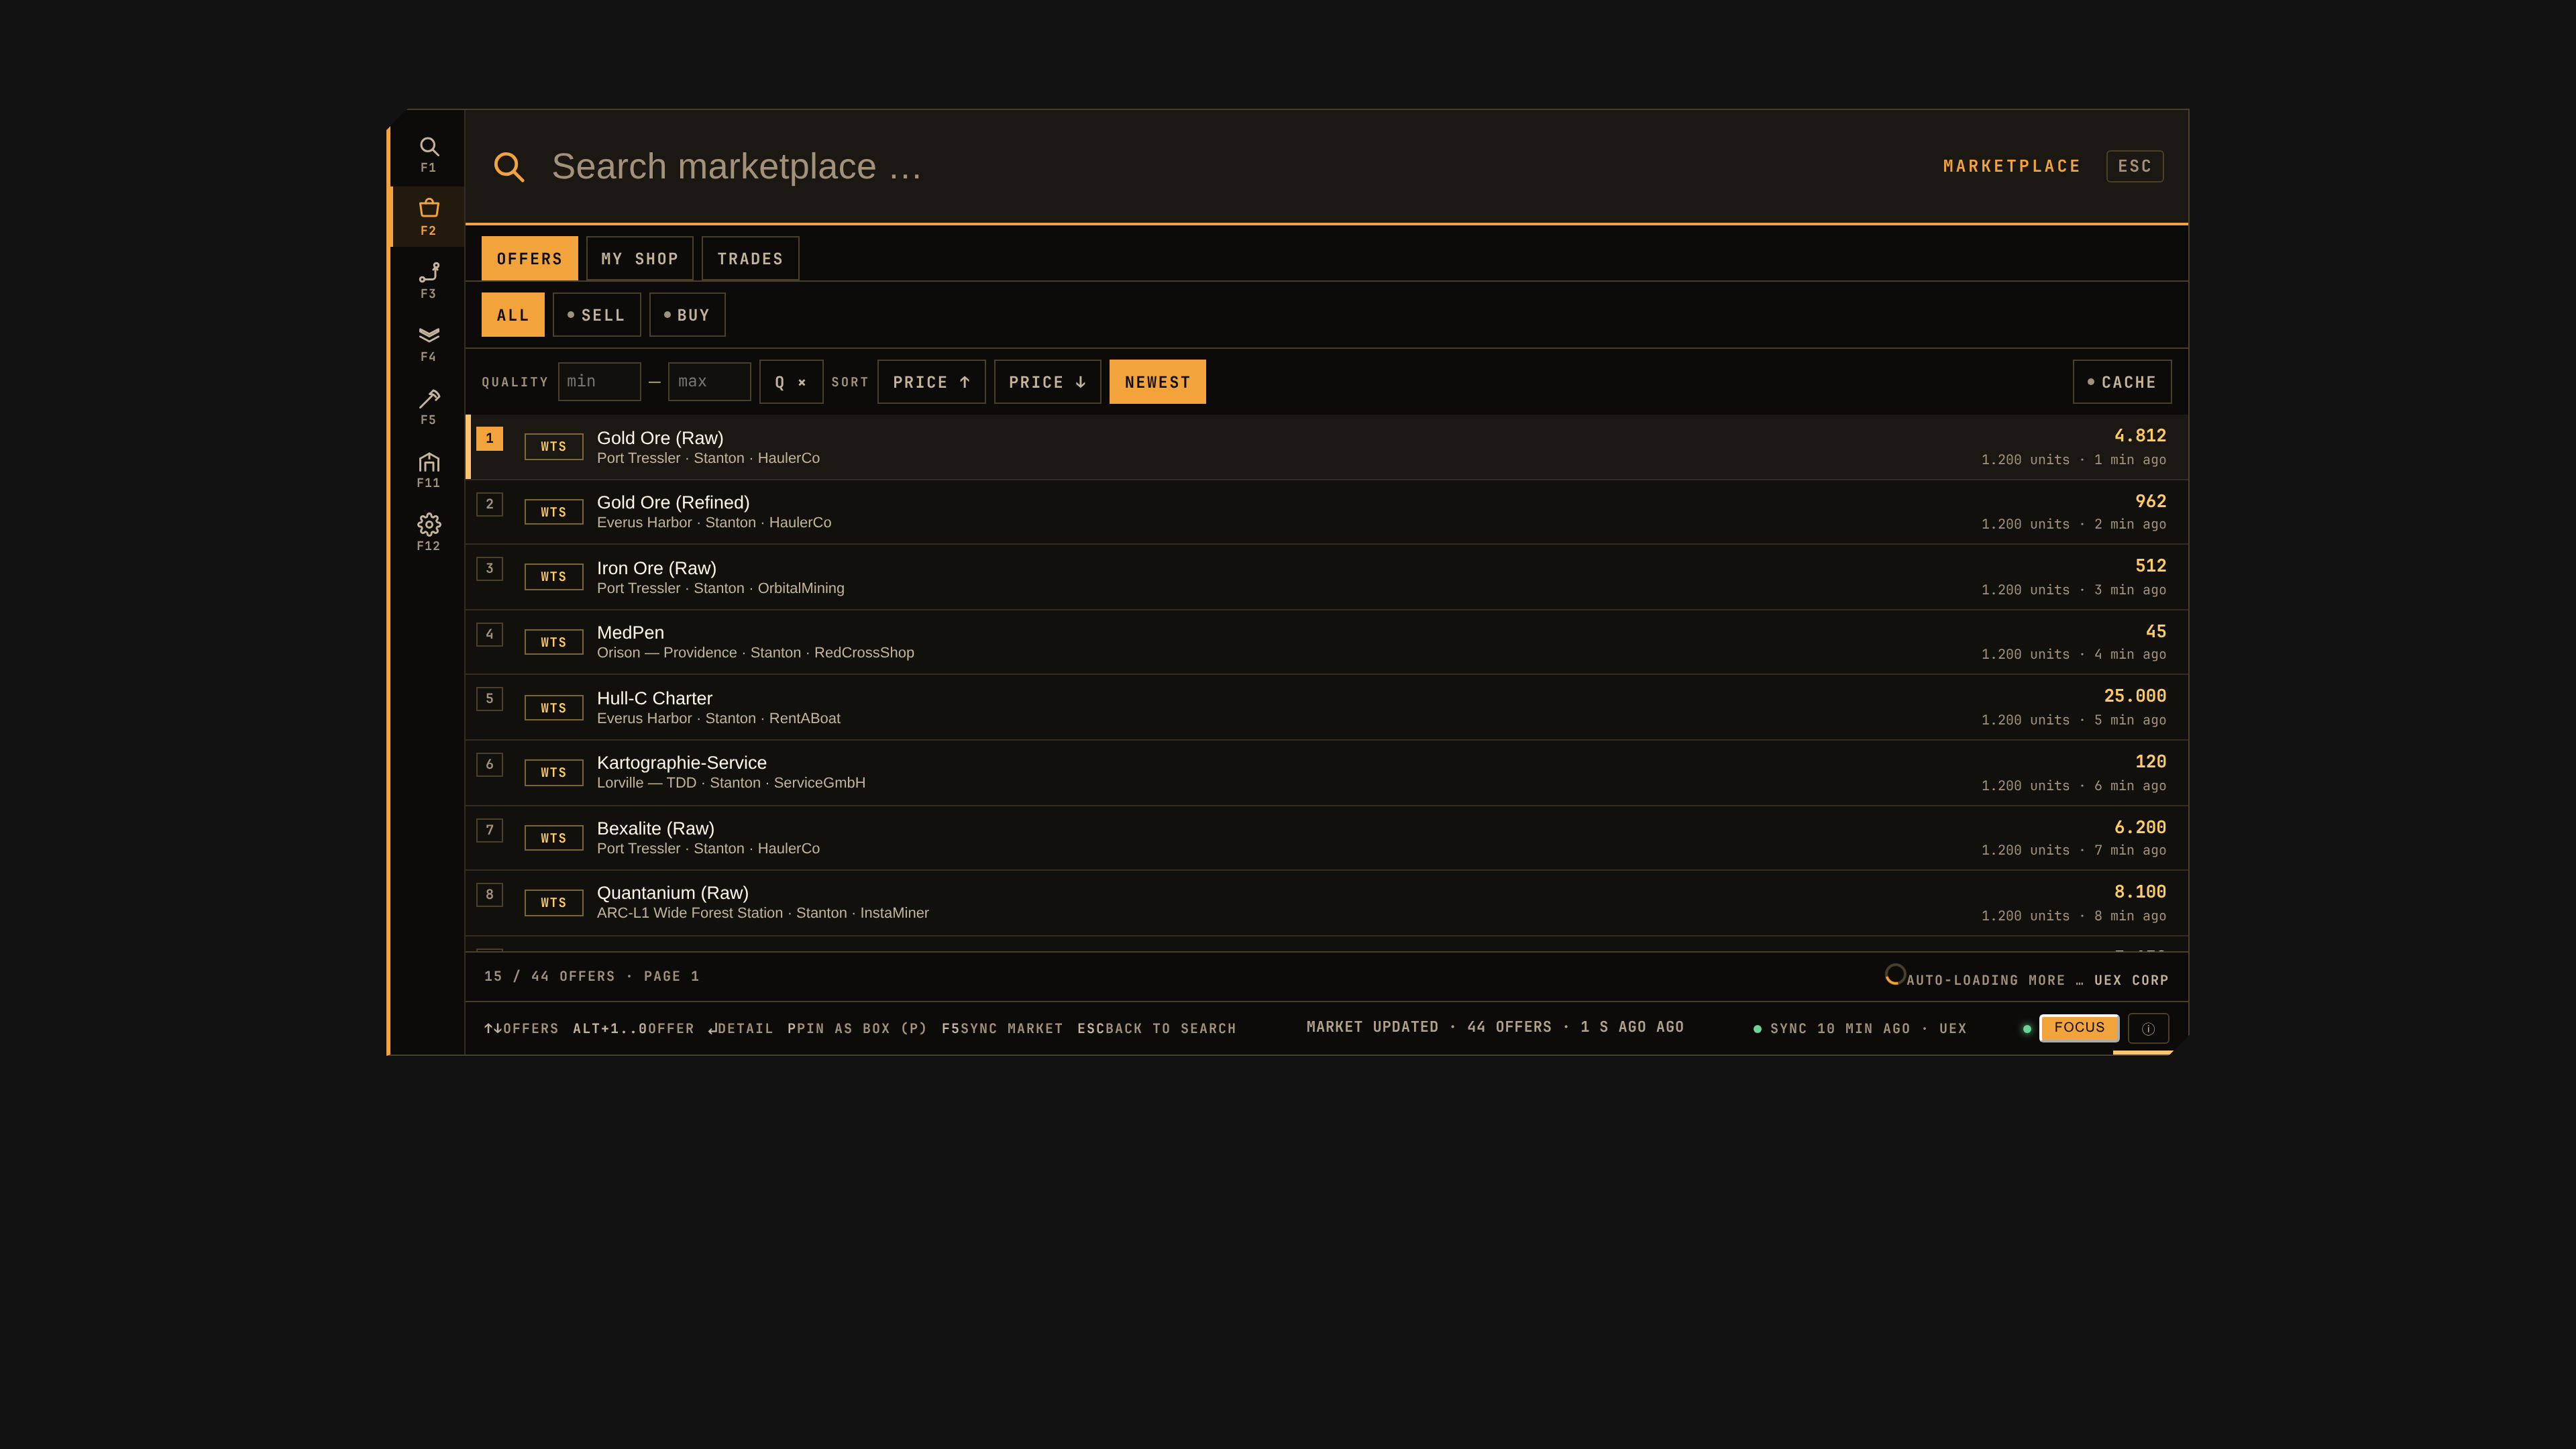 F1
F2
F3
F4
F5
F11
F12
Search marketplace …
MARKETPLACE ESC
OFFERS MY SHOP TRADES
ALL SELL BUY
QUALITY min — max Q × SORT PRICE ↑ PRICE ↓ NEWEST CACHE
1 WTS Gold Ore (Raw) 4.812
Port Tressler · Stanton · HaulerCo 1.200 units · 1 min ago
2 WTS Gold Ore (Refined) 962
Everus Harbor · Stanton · HaulerCo 1.200 units · 2 min ago
3 WTS Iron Ore (Raw) 512
Port Tressler · Stanton · OrbitalMining 1.200 units · 3 min ago
4 WTS MedPen 45
Orison — Providence · Stanton · RedCrossShop 1.200 units · 4 min ago
5 WTS Hull-C Charter 25.000
Everus Harbor · Stanton · RentABoat 1.200 units · 5 min ago
6 WTS Kartographie-Service 120
Lorville — TDD · Stanton · ServiceGmbH 1.200 units · 6 min ago
7 WTS Bexalite (Raw) 6.200
Port Tressler · Stanton · HaulerCo 1.200 units · 7 min ago
8 WTS Quantanium (Raw) 8.100
ARC-L1 Wide Forest Station · Stanton · InstaMiner 1.200 units · 8 min ago
15 / 44 OFFERS · PAGE 1 AUTO-LOADING MORE … UEX CORP
↑↓OFFERS ALT+1..0OFFER ↲DETAIL PPIN AS BOX (P) F5SYNC MARKET ESCBACK TO SEARCH MARKET UPDATED · 44 OFFERS · 1 S AGO AGO SYNC 10 MIN AGO · UEX FOCUS ⓘ